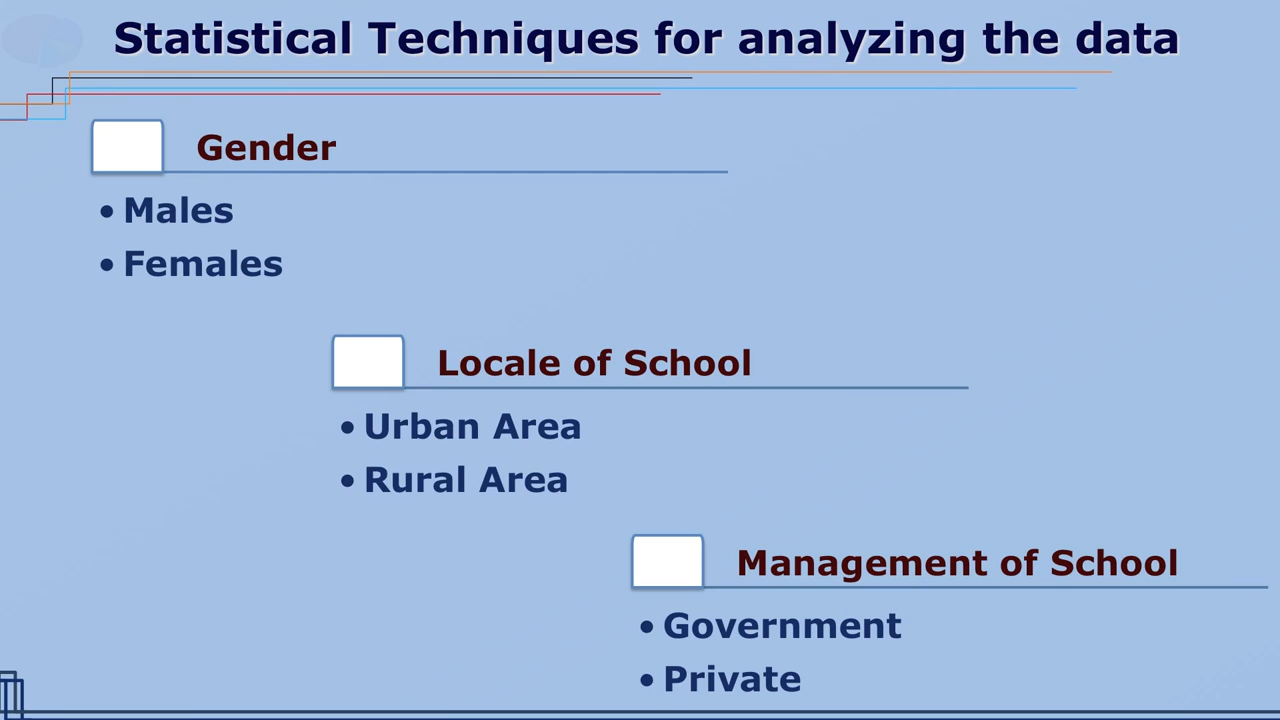 Statistical Techniques for analyzing the data
Gender
• Males
• Females
Locale of School
• Urban Area
• Rural Area
Management of School
• Government
• Private